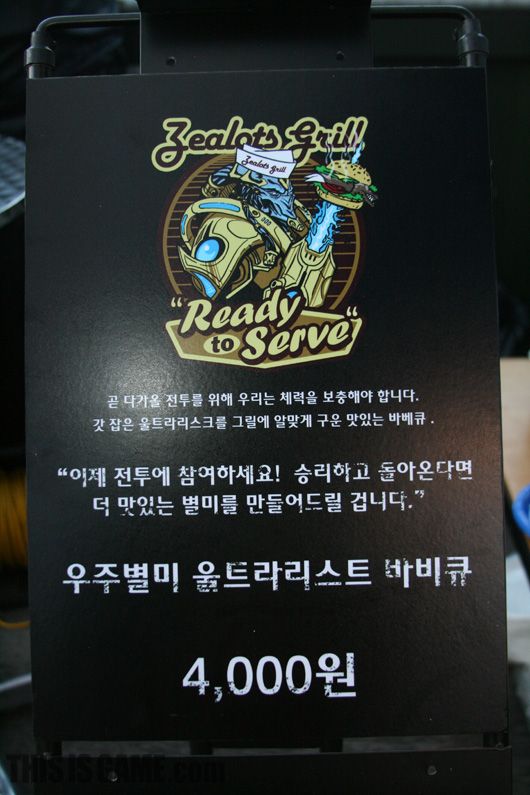 Zealots Grill
Zealots Grill
"Ready
to Serve"
곧 다가올 전투를 위해 우리는 체력을 보충해야 합니다.
갓 잡은 울트라리스크를 그릴에 알맞게 구운 맛있는 바베큐 .
“이제 전투에 참여하세요! 승리하고 돌아온다면
더 맛있는 별미를 만들어드릴 겁니다.”
우주별미 울트라리스트 바비큐
4,000원
THIS IS GAME.com